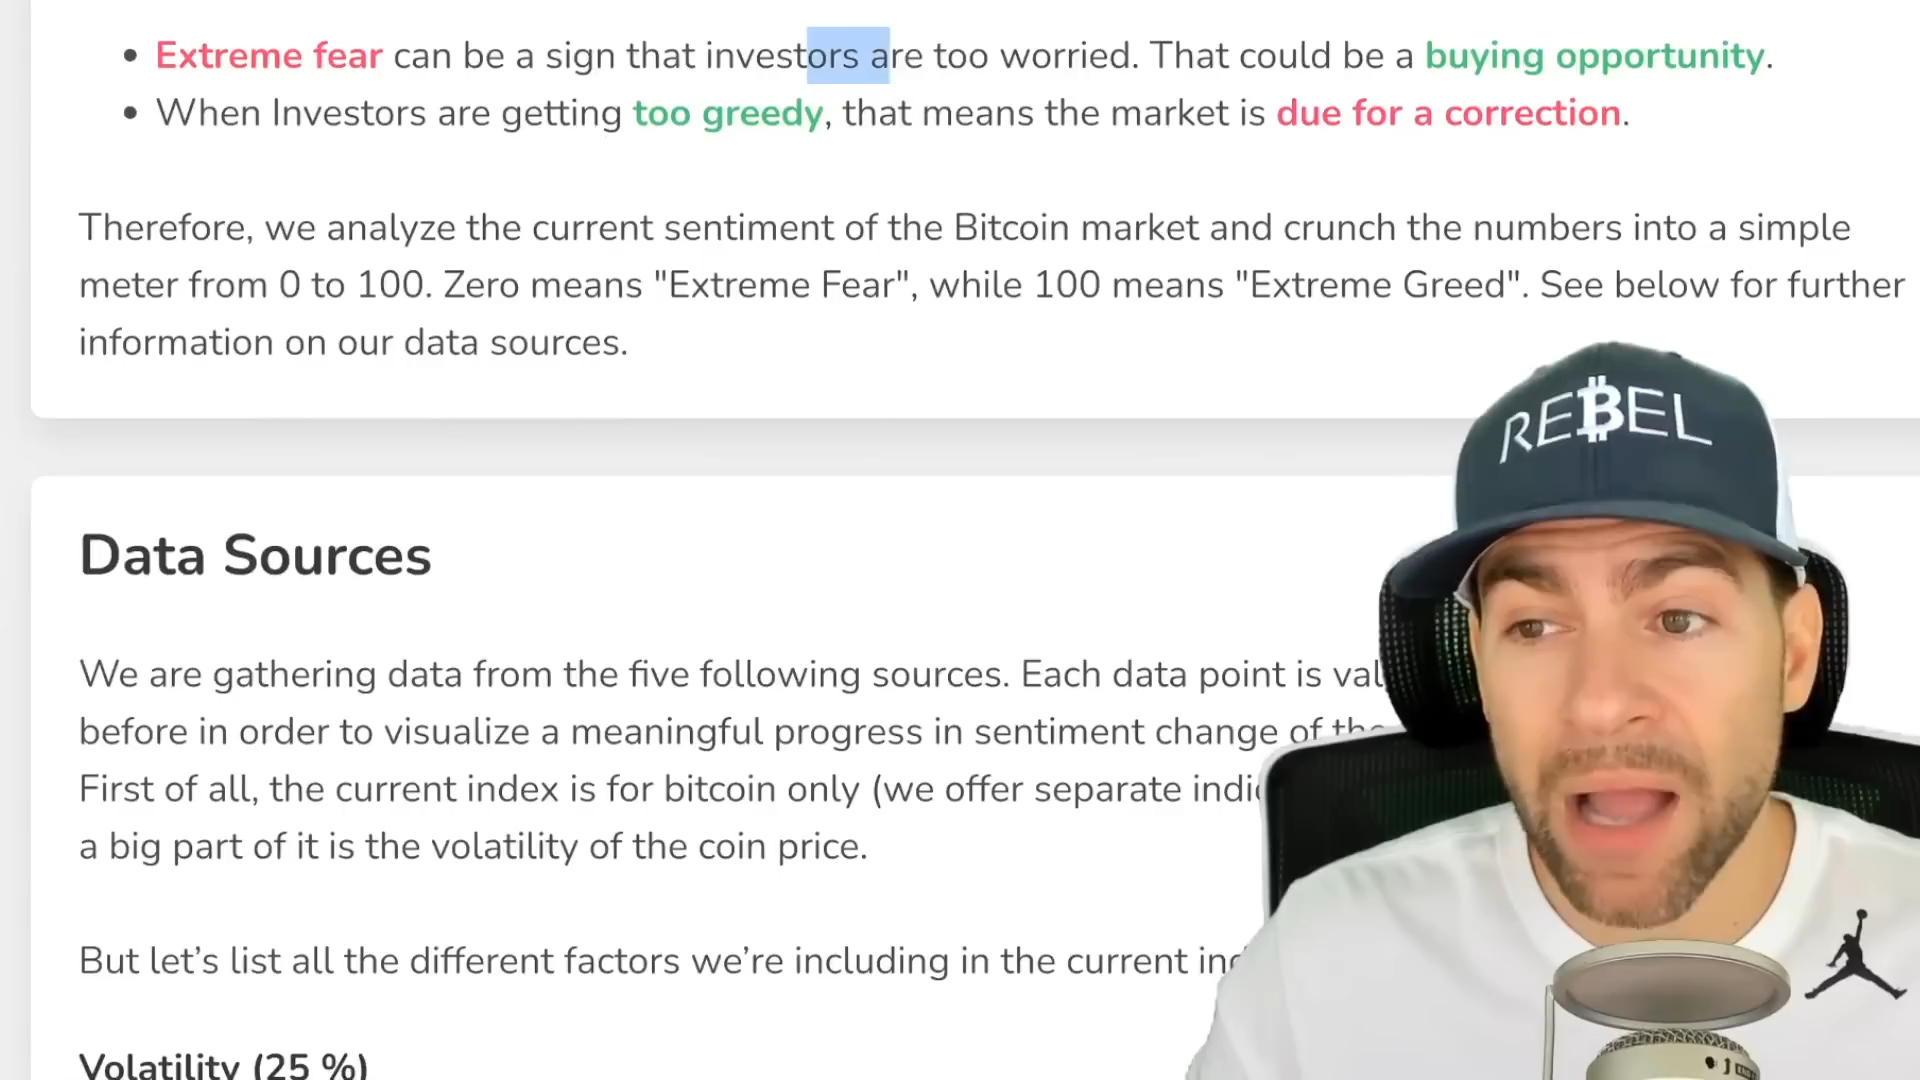 Extreme fear can be a sign that investors are too worried. That could be a buying opportunity.
When Investors are getting too greedy, that means the market is due for a correction.
Therefore, we analyze the current sentiment of the Bitcoin market and crunch the numbers into a simple
meter from 0 to 100. Zero means "Extreme Fear", while 100 means "Extreme Greed". See below for further
information on our data sources.
REBEL
Data Sources
We are gathering data from the five following sources. Each data point is
before in order to visualize a meaningful progress in sentiment change of the
First of all, the current index is for bitcoin only (we offer separate
a big part of it is the volatility of the coin price.
But let’s list all the different factors we’re including in the current
Volatility (25 %)